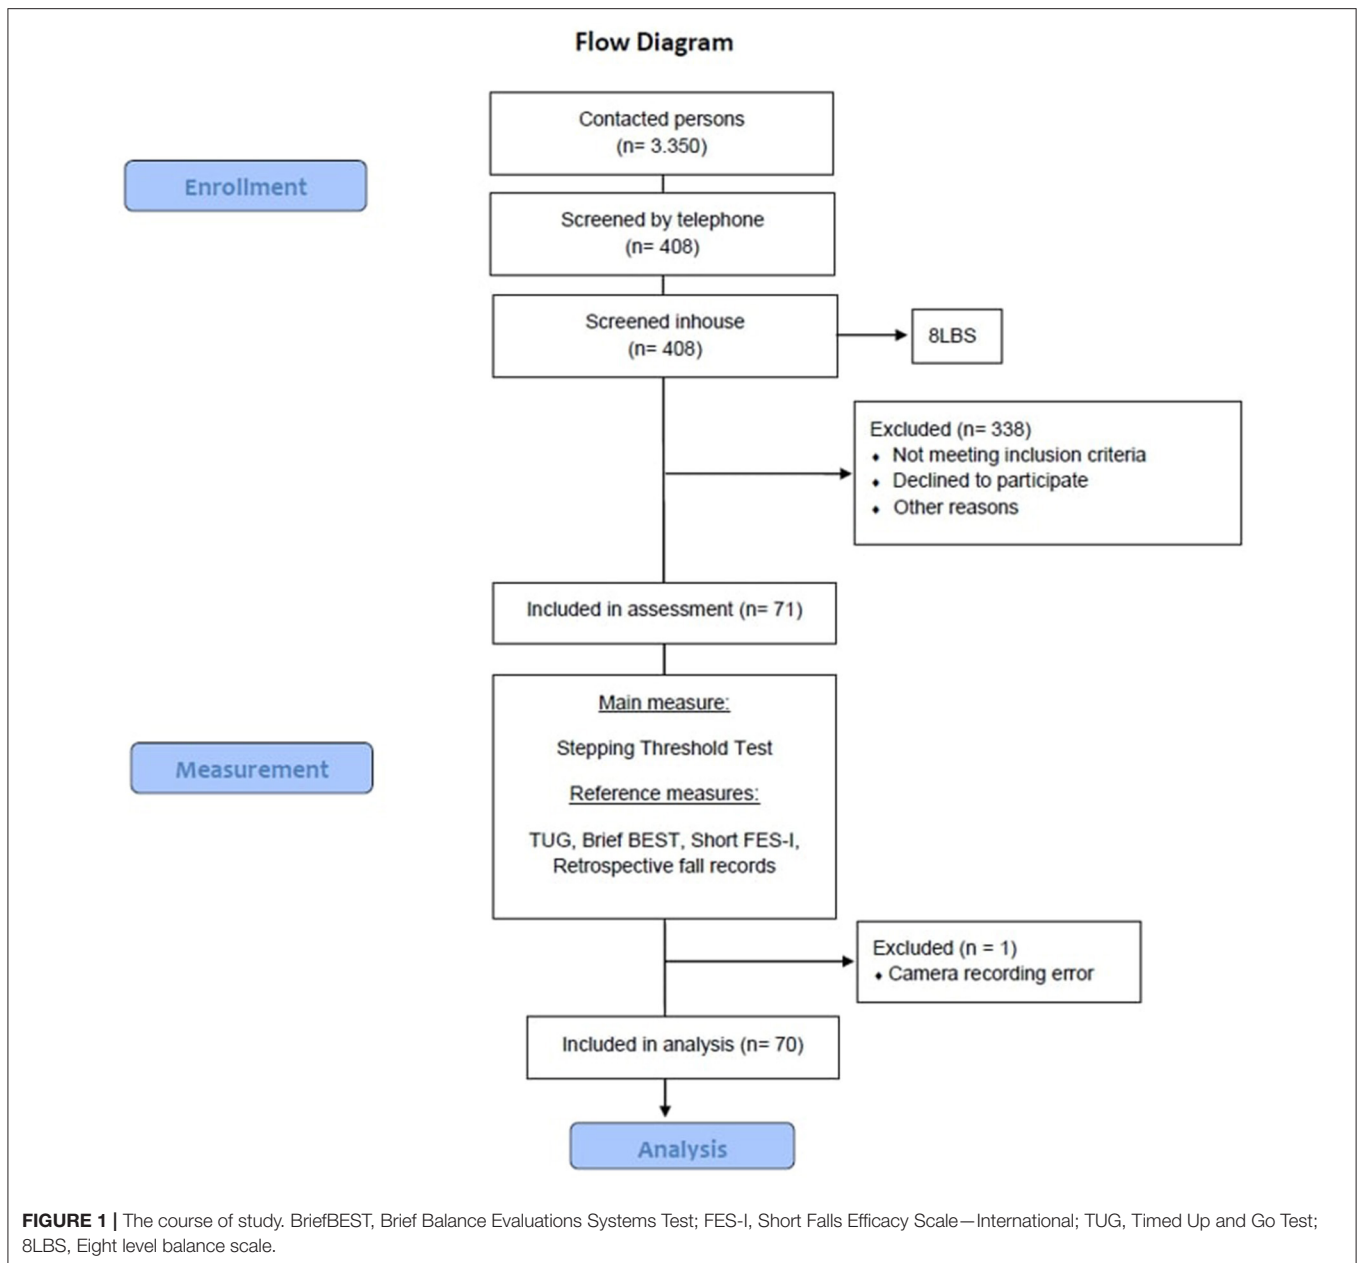 Flow Diagram
Contacted persons
(n= 3.350)
Enrollment
Screened by telephone
(n= 408)
Screened inhouse
(n= 408)
8LBS
Excluded (n= 338)
♦ Not meeting inclusion criteria
♦ Declined to participate
♦ Other reasons
Included in assessment (n= 71)
Main measure:
Stepping Threshold Test
Measurement
Reference measures:
TUG, Brief BEST, Short FES-I,
Retrospective fall records
Excluded (n = 1)
♦ Camera recording error
Included in analysis (n= 70)
Analysis
FIGURE 1 | The course of study. BriefBEST, Brief Balance Evaluations Systems Test; FES-I, Short Falls Efficacy Scale—International; TUG, Timed Up and Go Test;
8LBS, Eight level balance scale.